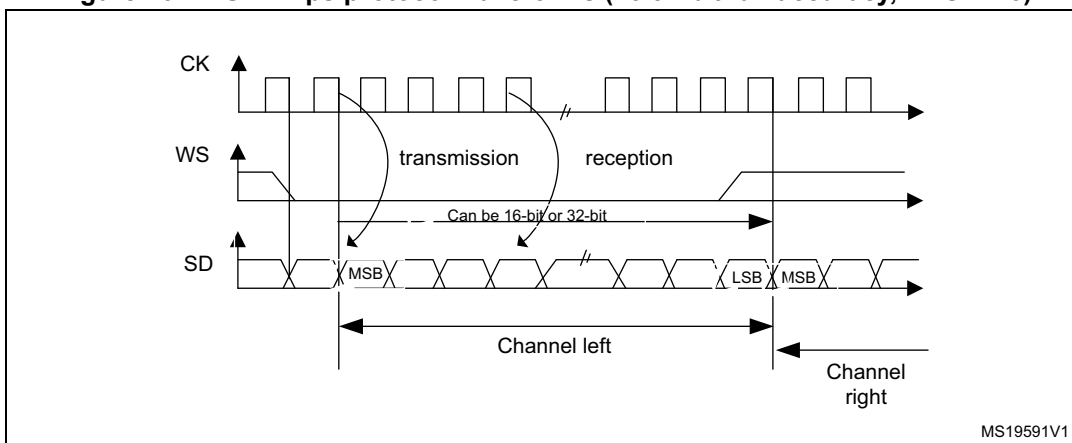 CK
WS
transmission
reception
Can be 16-bit or 32-bit
SD
MSB
LSB
MSB
Channel left
Channel
right
MS19591V1